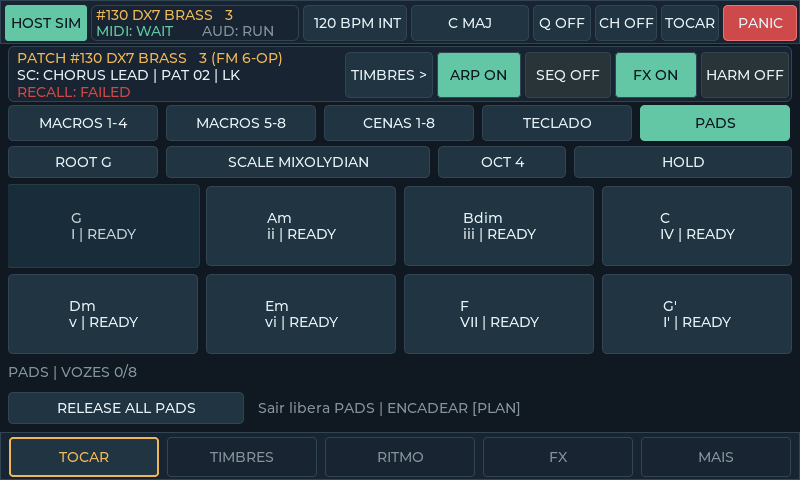 HOST SIM
#130 DX7 BRASS   3
MIDI: WAIT   AUD: RUN
120 BPM INT
C MAJ
Q OFF
CH OFF
TOCAR
PANIC
PATCH #130 DX7 BRASS   3 (FM 6-OP)
SC: CHORUS LEAD | PAT 02 | LK
RECALL: FAILED
TIMBRES >
ARP ON
SEQ OFF
FX ON
HARM OFF
MACROS 1-4
MACROS 5-8
CENAS 1-8
TECLADO
PADS
ROOT G
SCALE MIXOLYDIAN
OCT 4
HOLD
G
I | READY
Am
ii | READY
Bdim
iii | READY
C
IV | READY
Dm
v | READY
Em
vi | READY
F
VII | READY
G'
I' | READY
PADS | VOZES 0/8
RELEASE ALL PADS
Sair libera PADS | ENCADEAR [PLAN]
TOCAR
TIMBRES
RITMO
FX
MAIS